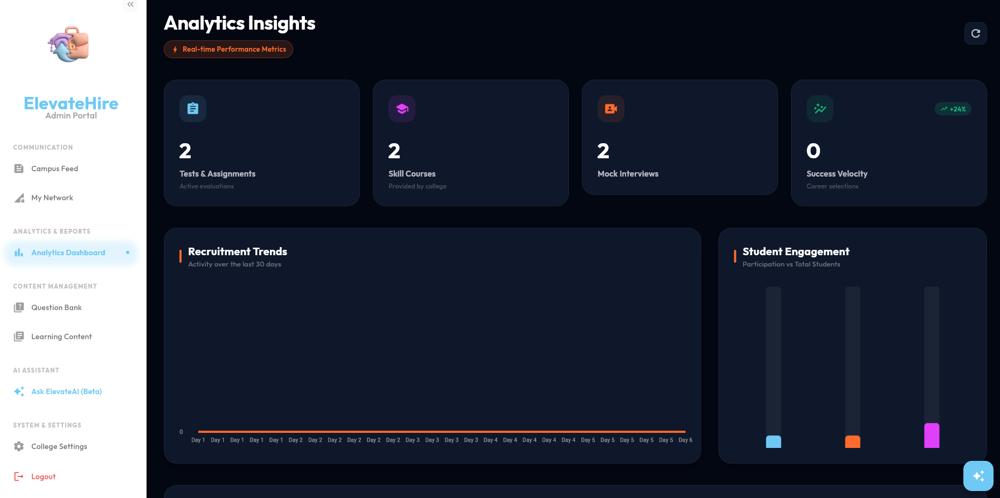 ElevateHire
Admin Portal
COMMUNICATION
Campus Feed
My Network
ANALYTICS & REPORTS
Analytics Dashboard
CONTENT MANAGEMENT
Question Bank
Learning Content
AI ASSISTANT
Ask ElevateAI (Beta)
SYSTEM & SETTINGS
College Settings
Logout
Analytics Insights
Real-time Performance Metrics
2
Tests & Assignments
Active evaluations
2
Skill Courses
Provided by college
2
Mock Interviews
+24%
0
Success Velocity
Career selections
Recruitment Trends
Activity over the last 30 days
0
Day 1 Day 1 Day 1 Day 1 Day 1 Day 2 Day 2 Day 2 Day 2 Day 2 Day 2 Day 3 Day 3 Day 3 Day 3 Day 4 Day 4 Day 4 Day 4 Day 4 Day 5 Day 5 Day 5 Day 5 Day 5 Day 6
Student Engagement
Participation vs Total Students